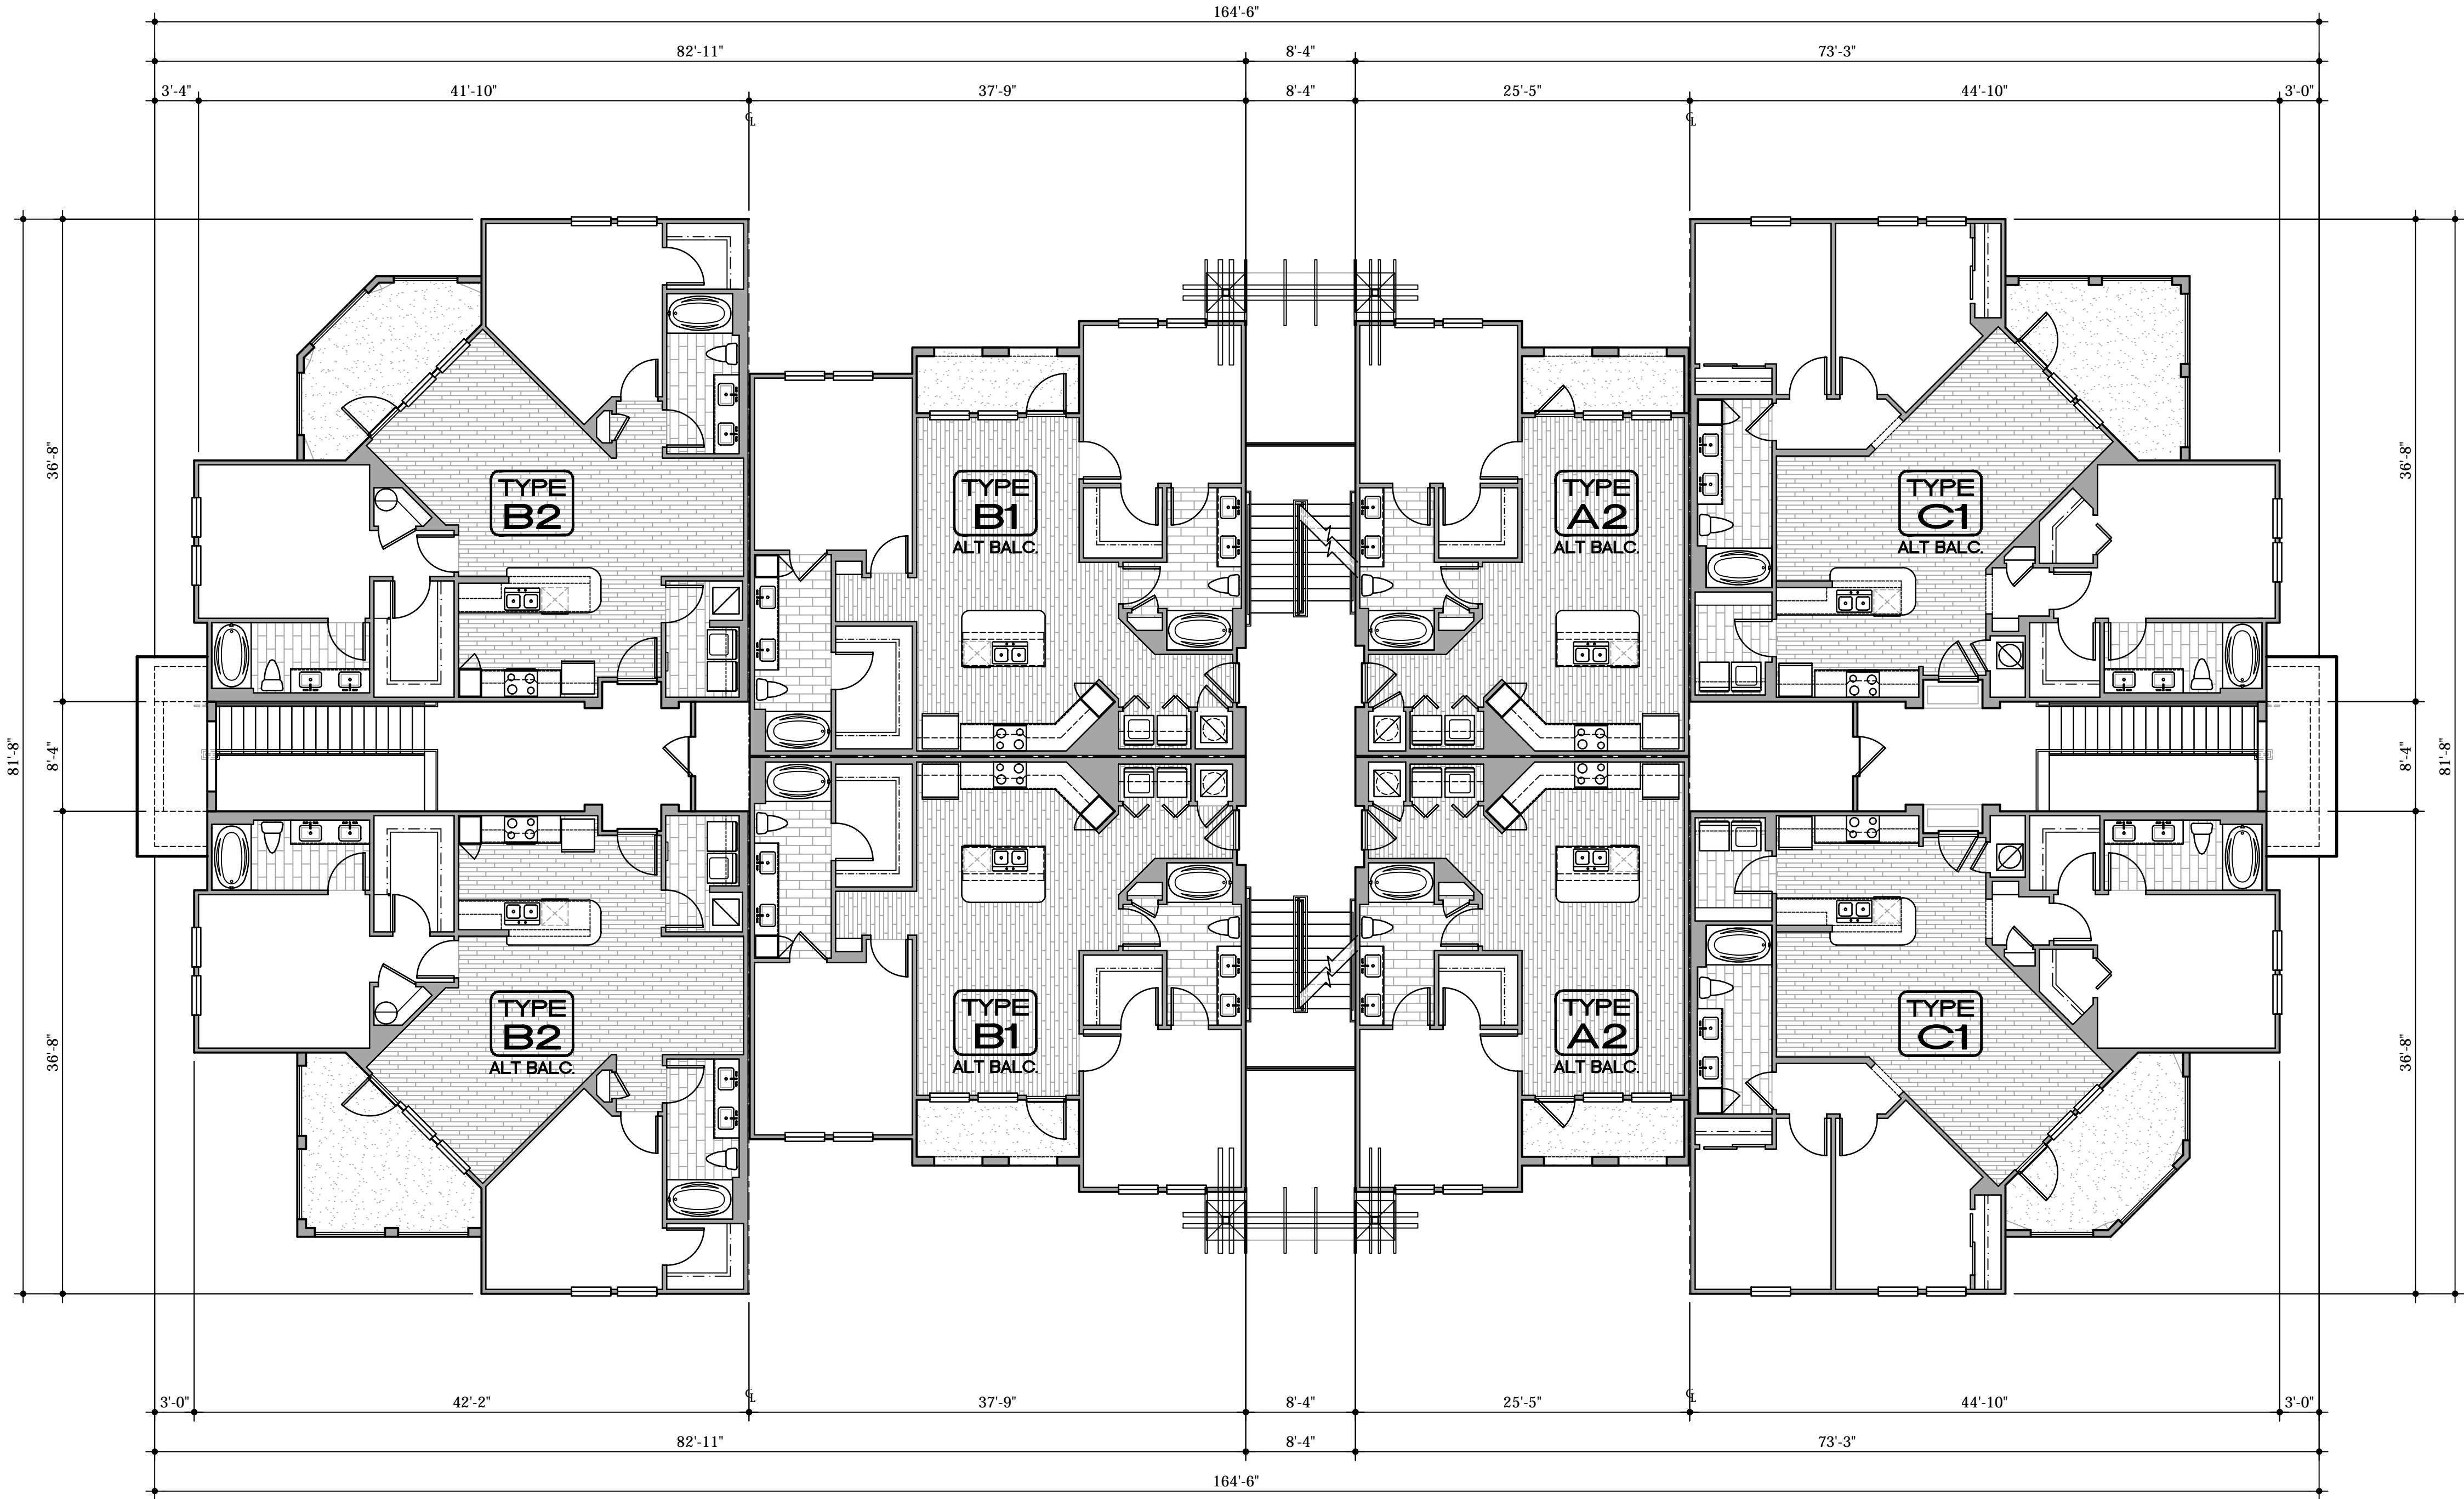 164'-6"
82'-11" 8'-4" 73'-3"
3'-4" 41'-10" 37'-9" 8'-4" 25'-5" 44'-10" 3'-0"
℄ ℄
36'-8" 36'-8"
TYPE B2
TYPE B1 ALT BALC.
TYPE A2 ALT BALC.
TYPE C1 ALT BALC.
81'-8" 8'-4" 8'-4" 81'-8"
TYPE B2 ALT BALC.
TYPE B1 ALT BALC.
TYPE A2 ALT BALC.
TYPE C1
36'-8" 36'-8"
℄ ℄
3'-0" 42'-2" 37'-9" 8'-4" 25'-5" 44'-10" 3'-0"
82'-11" 8'-4" 73'-3"
164'-6"